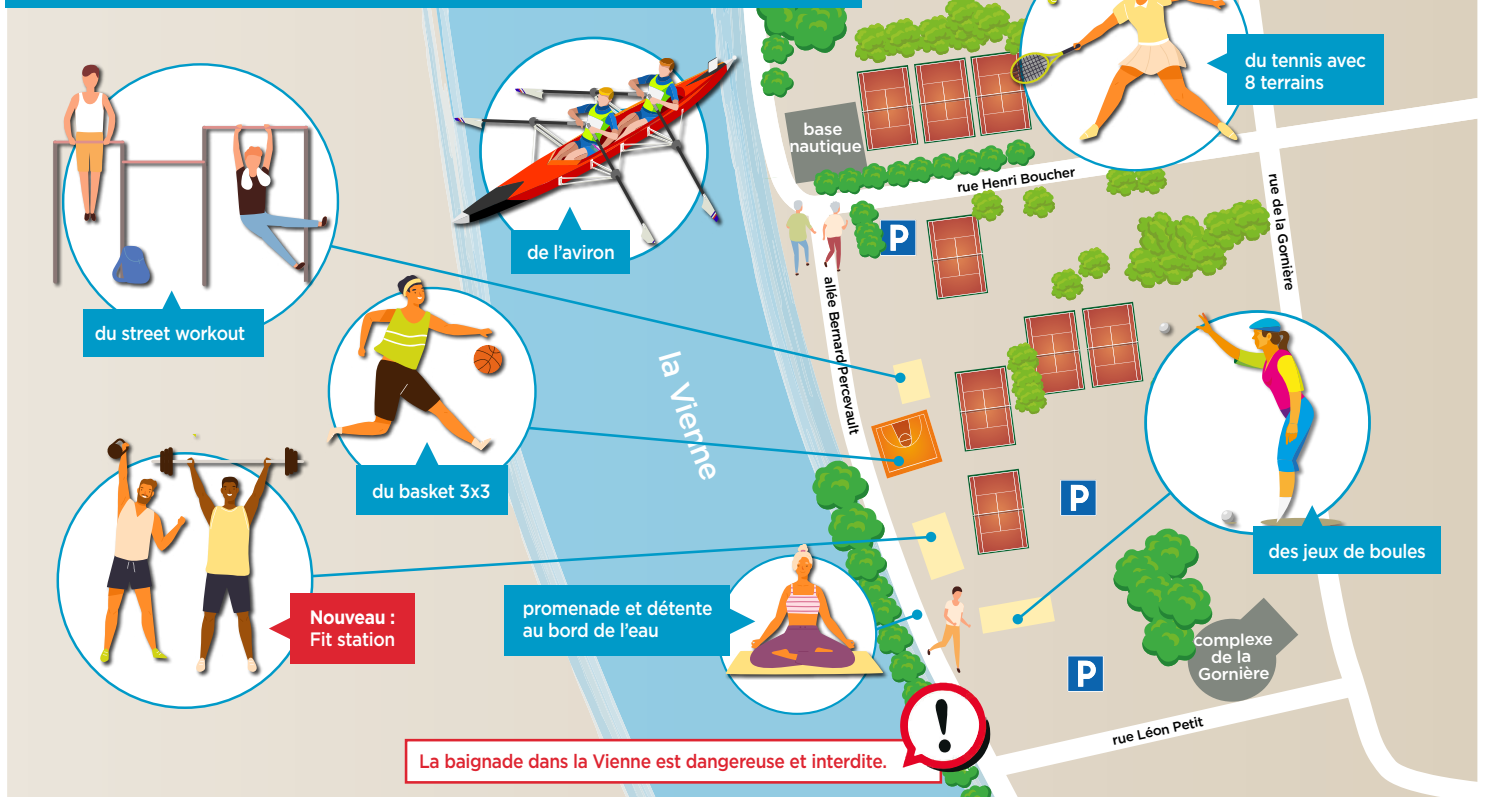 du tennis avec
8 terrains
base
nautique
rue Henri Boucher
rue de la Gornière
P
de l'aviron
allée Bernard Percevault
du street workout
la Vienne
du basket 3x3
P
des jeux de boules
Nouveau :
Fit station
promenade et détente
au bord de l'eau
complexe
de la
Gornière
P
rue Léon Petit
!
La baignade dans la Vienne est dangereuse et interdite.